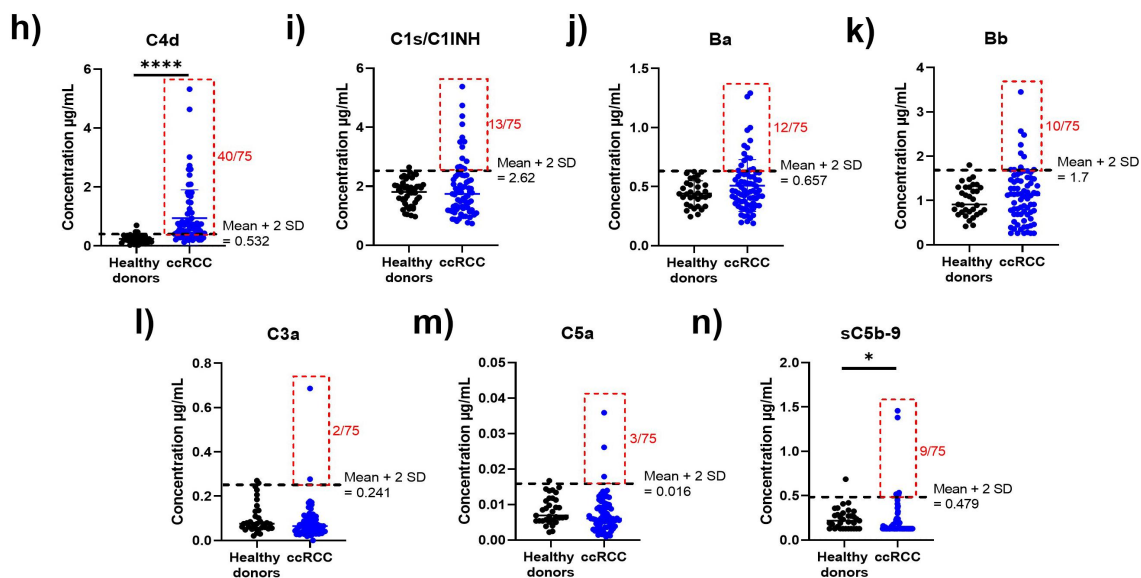 h)
C4d
Concentration µg/mL
6
4
2
0
****
40/75
Mean + 2 SD
= 0.532
Healthy
donors
ccRCC
i)
C1s/C1INH
Concentration µg/mL
6
4
2
0
13/75
Mean + 2 SD
= 2.62
Healthy
donors
ccRCC
j)
Ba
Concentration µg/mL
1.5
1.0
0.5
0.0
12/75
Mean + 2 SD
= 0.657
Healthy
donors
ccRCC
k)
Bb
Concentration µg/mL
4
3
2
1
0
10/75
Mean + 2 SD
= 1.7
Healthy
donors
ccRCC
l)
C3a
Concentration µg/mL
0.8
0.6
0.4
0.2
0.0
2/75
Mean + 2 SD
= 0.241
Healthy
donors
ccRCC
m)
C5a
Concentration µg/mL
0.05
0.04
0.03
0.02
0.01
0.00
3/75
Mean + 2 SD
= 0.016
Healthy
donors
ccRCC
n)
sC5b-9
Concentration µg/mL
2.0
1.5
1.0
0.5
0.0
*
9/75
Mean + 2 SD
= 0.479
Healthy
donors
ccRCC